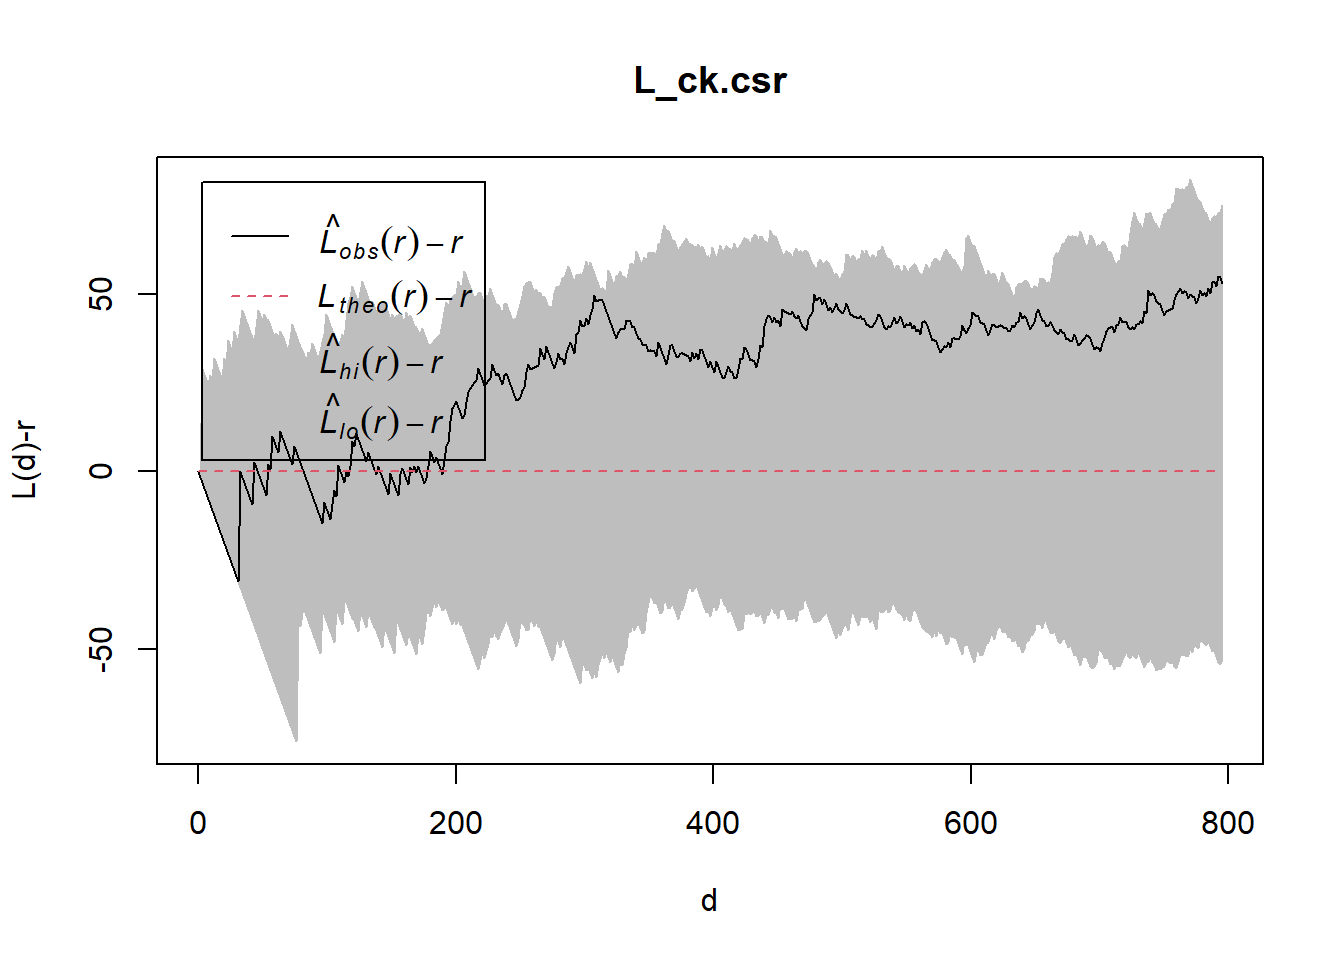 L_ck.csr
L(d)-r
50
0
-50
L̂obs(r) – r
Ltheo(r) – r
L̂hi(r) – r
L̂lo(r) – r
0 200 400 600 800
d